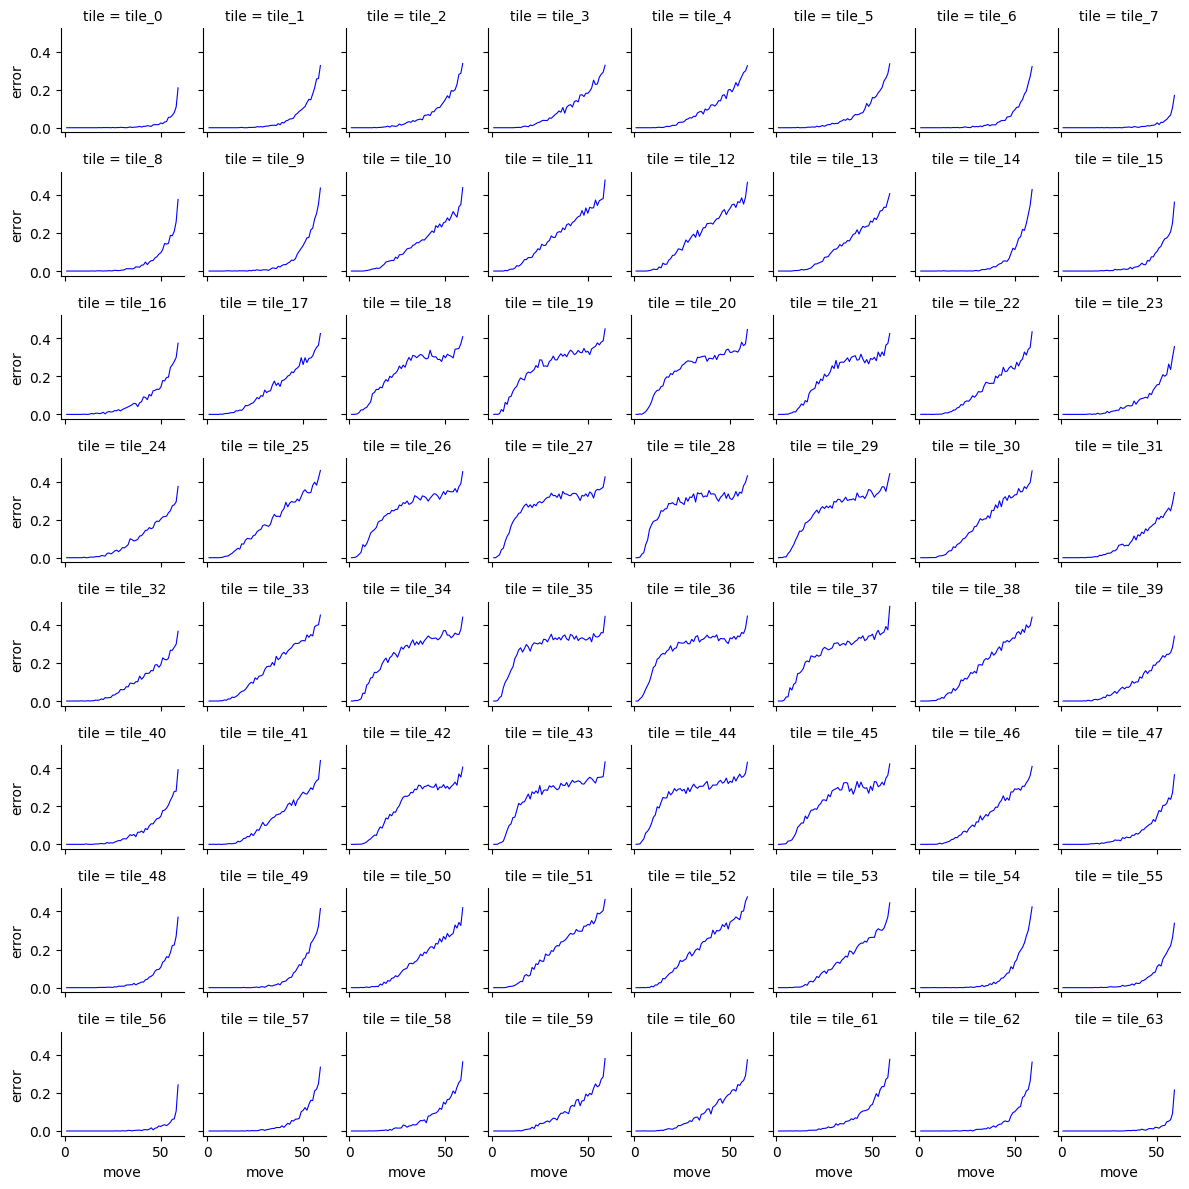 tile = tile_0 tile = tile_1 tile = tile_2 tile = tile_3 tile = tile_4 tile = tile_5 tile = tile_6 tile = tile_7
0.4
error
0.2
0.0
tile = tile_8 tile = tile_9 tile = tile_10 tile = tile_11 tile = tile_12 tile = tile_13 tile = tile_14 tile = tile_15
0.4
error
0.2
0.0
tile = tile_16 tile = tile_17 tile = tile_18 tile = tile_19 tile = tile_20 tile = tile_21 tile = tile_22 tile = tile_23
0.4
error
0.2
0.0
tile = tile_24 tile = tile_25 tile = tile_26 tile = tile_27 tile = tile_28 tile = tile_29 tile = tile_30 tile = tile_31
0.4
error
0.2
0.0
tile = tile_32 tile = tile_33 tile = tile_34 tile = tile_35 tile = tile_36 tile = tile_37 tile = tile_38 tile = tile_39
0.4
error
0.2
0.0
tile = tile_40 tile = tile_41 tile = tile_42 tile = tile_43 tile = tile_44 tile = tile_45 tile = tile_46 tile = tile_47
0.4
error
0.2
0.0
tile = tile_48 tile = tile_49 tile = tile_50 tile = tile_51 tile = tile_52 tile = tile_53 tile = tile_54 tile = tile_55
0.4
error
0.2
0.0
tile = tile_56 tile = tile_57 tile = tile_58 tile = tile_59 tile = tile_60 tile = tile_61 tile = tile_62 tile = tile_63
0.4
error
0.2
0.0
0 50 0 50 0 50 0 50 0 50 0 50 0 50 0 50
move move move move move move move move